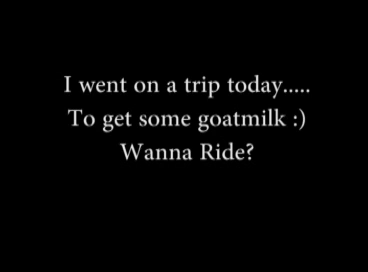 I went on a trip today.....
To get some goatmilk :)
Wanna Ride?